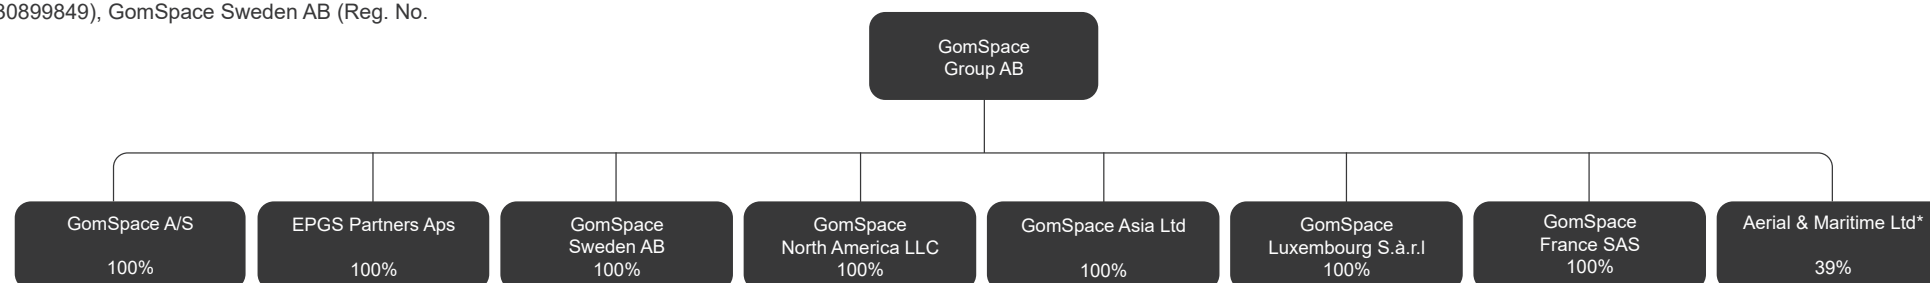 30899849), GomSpace Sweden AB (Reg. No.
GomSpace
Group AB
GomSpace A/S
100%
EPGS Partners Aps
100%
GomSpace
Sweden AB
100%
GomSpace
North America LLC
100%
GomSpace Asia Ltd
100%
GomSpace
Luxembourg S.à.r.l
100%
GomSpace
France SAS
100%
Aerial & Maritime Ltd*
39%